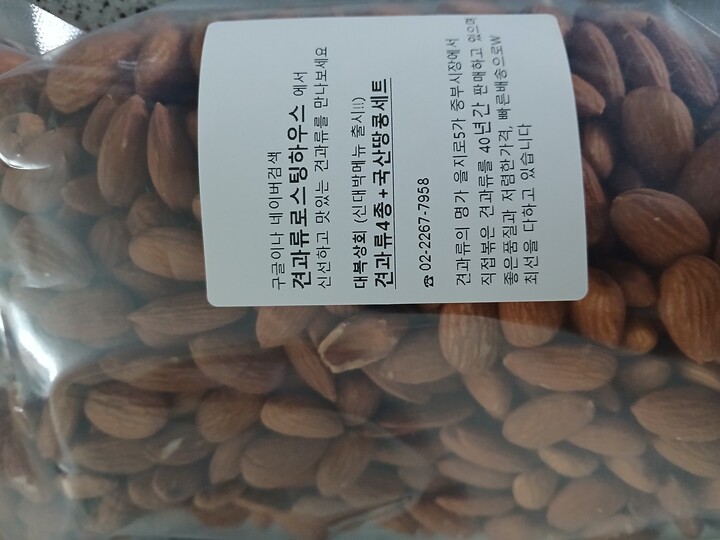 구글이나 네이버검색
견과류로스팅하우스 에서
신선하고 맛있는 견과류를 만나보세요
대복상회 (신대박메뉴 출시!!)
견과류4종+국산땅콩세트
☎ 02-2267-7958
견과류의 명가 을지로5가 중부시장에서
직접볶은 견과류를 40년간 판매하고 있으며
좋은품질과 저렴한가격, 빠른배송으로W
최선을 다하고 있습니다